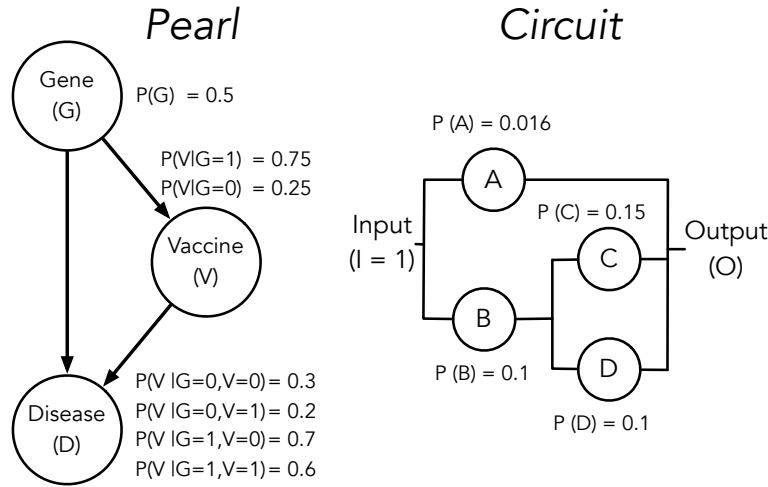 Pearl
Gene
(G)
P(G) = 0.5
P(V|G=1) = 0.75
P(V|G=0) = 0.25
Vaccine
(V)
Disease
(D)
P(V |G=0,V=0)= 0.3
P(V |G=0,V=1)= 0.2
P(V |G=1,V=0)= 0.7
P(V |G=1,V=1)= 0.6
Circuit
P (A) = 0.016
A
Input
(I = 1)
P (C) = 0.15
C
Output
(O)
B
P (B) = 0.1
D
P (D) = 0.1